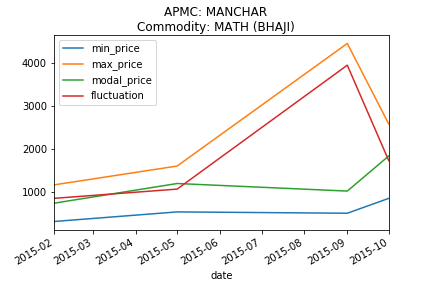 APMC: MANCHAR
Commodity: MATH (BHAJI)
min_price
max_price
modal_price
fluctuation
4000
3000
2000
1000
2015-02
2015-03
2015-04
2015-05
2015-06
2015-07
2015-08
2015-09
2015-10
date